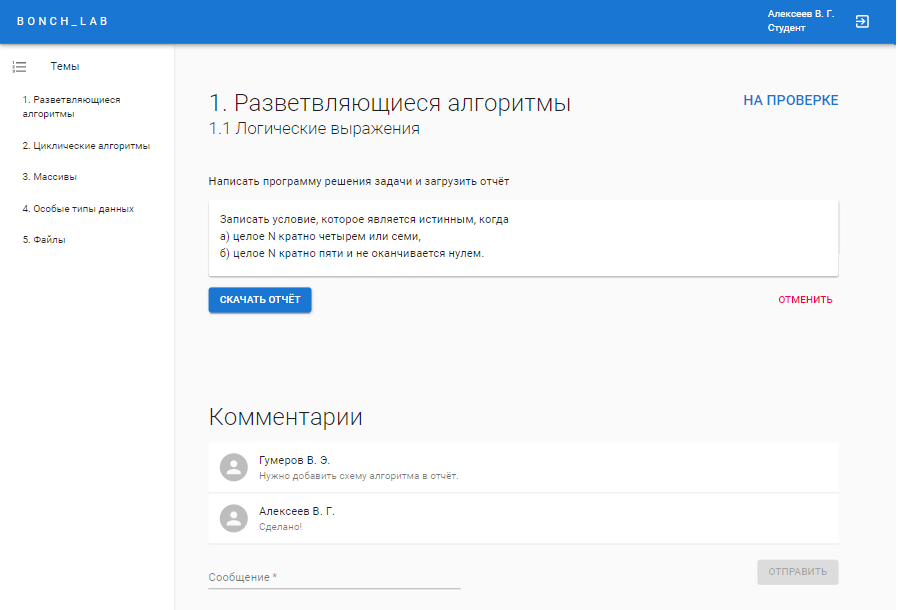 BONCH_LAB
Алексеев В. Г.
Студент
Темы
1. Разветвляющиеся
алгоритмы
2. Циклические алгоритмы
3. Массивы
4. Особые типы данных
5. Файлы
1. Разветвляющиеся алгоритмы
НА ПРОВЕРКЕ
1.1 Логические выражения
Написать программу решения задачи и загрузить отчёт
Записать условие, которое является истинным, когда
а) целое N кратно четырем или семи,
б) целое N кратно пяти и не оканчивается нулем.
СКАЧАТЬ ОТЧЁТ
ОТМЕНИТЬ
Комментарии
Гумеров В. Э.
Нужно добавить схему алгоритма в отчёт.
Алексеев В. Г.
Сделано!
Сообщение *
ОТПРАВИТЬ